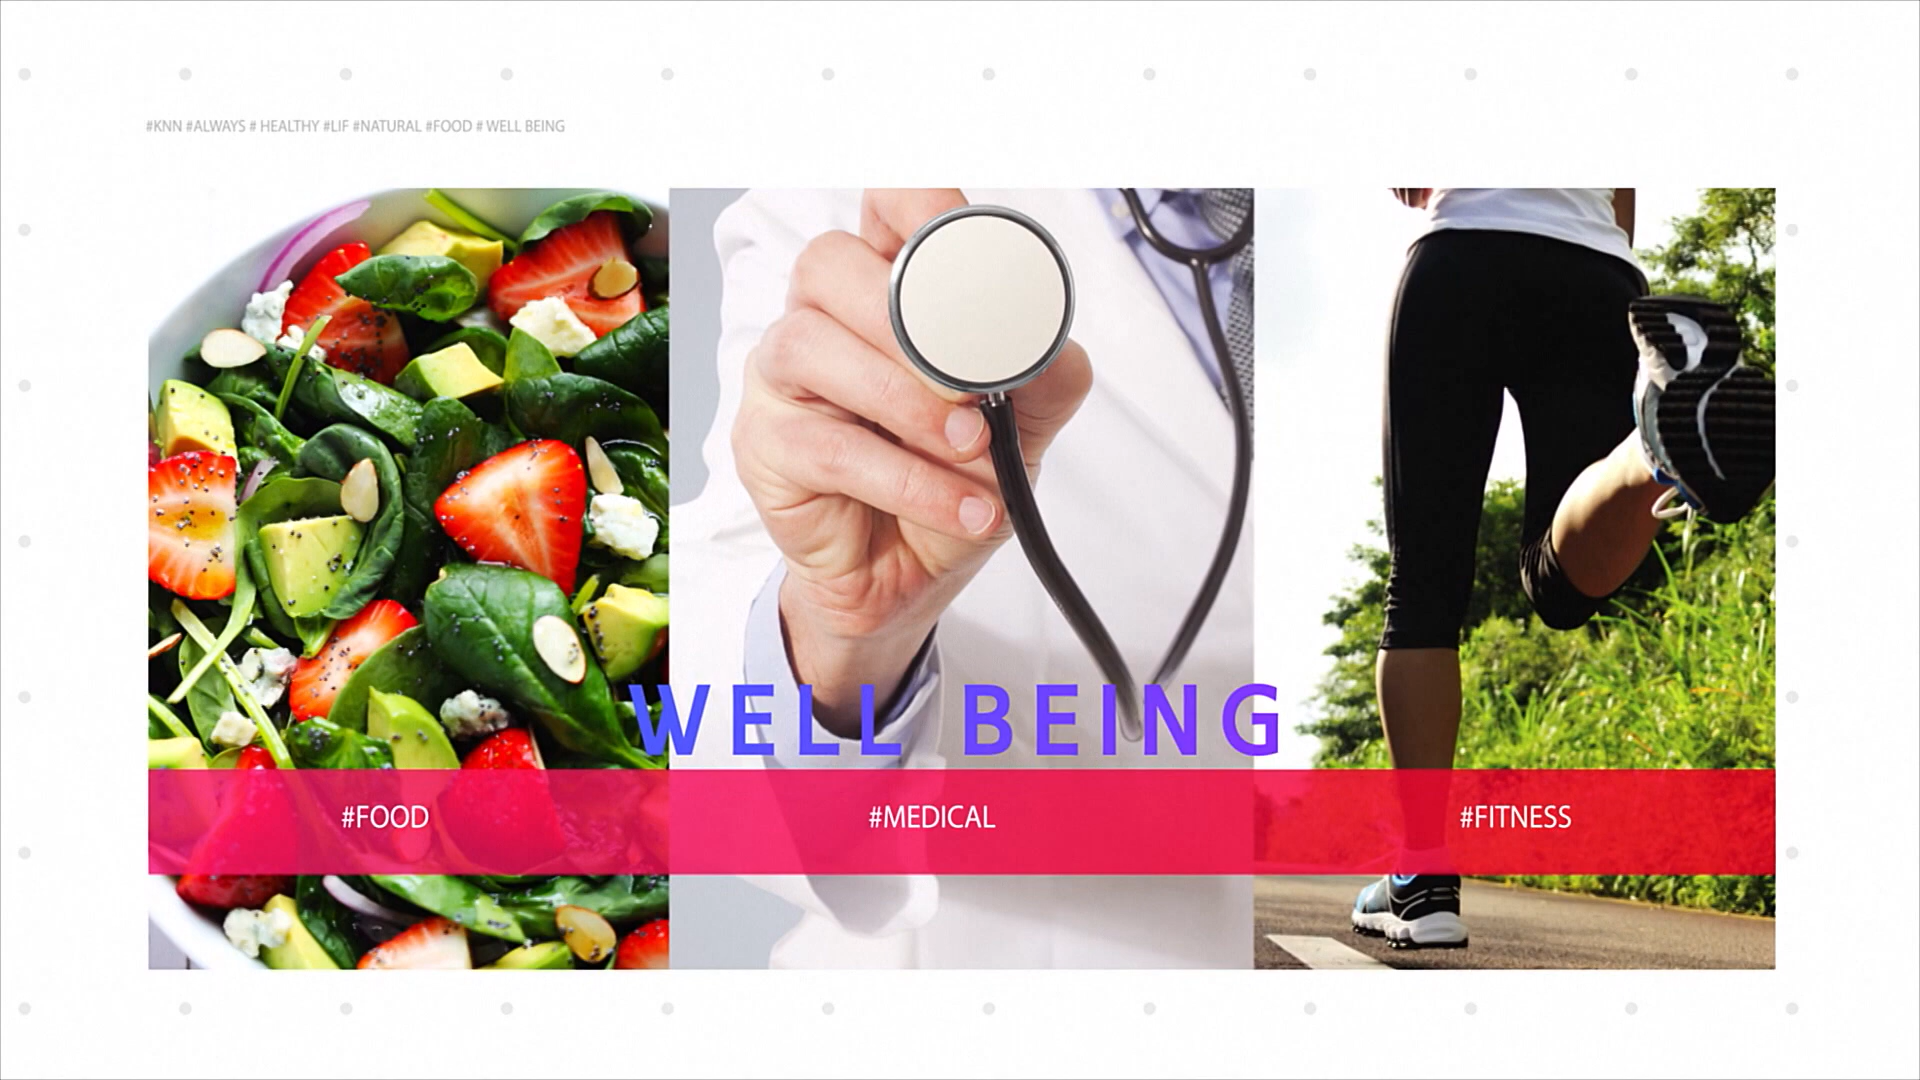 #KNN #ALWAYS # HEALTHY #LIF #NATURAL #FOOD # WELL BEING
WELL BEING
#FOOD #MEDICAL #FITNESS